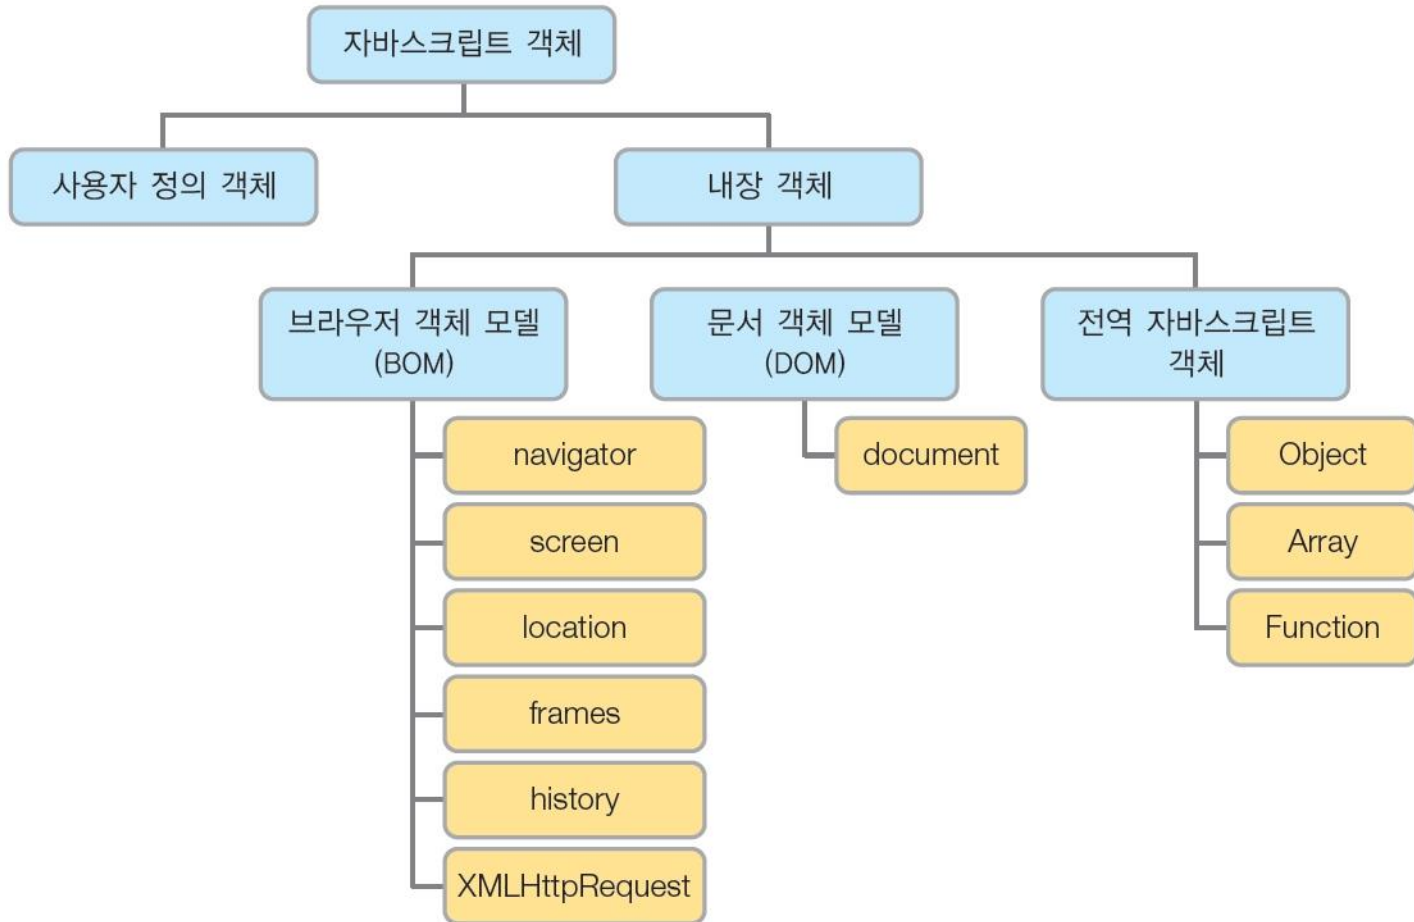 자바스크립트 객체
사용자 정의 객체
내장 객체
브라우저 객체 모델
(BOM)
문서 객체 모델
(DOM)
전역 자바스크립트
객체
navigator
screen
location
frames
history
XMLHttpRequest
document
Object
Array
Function